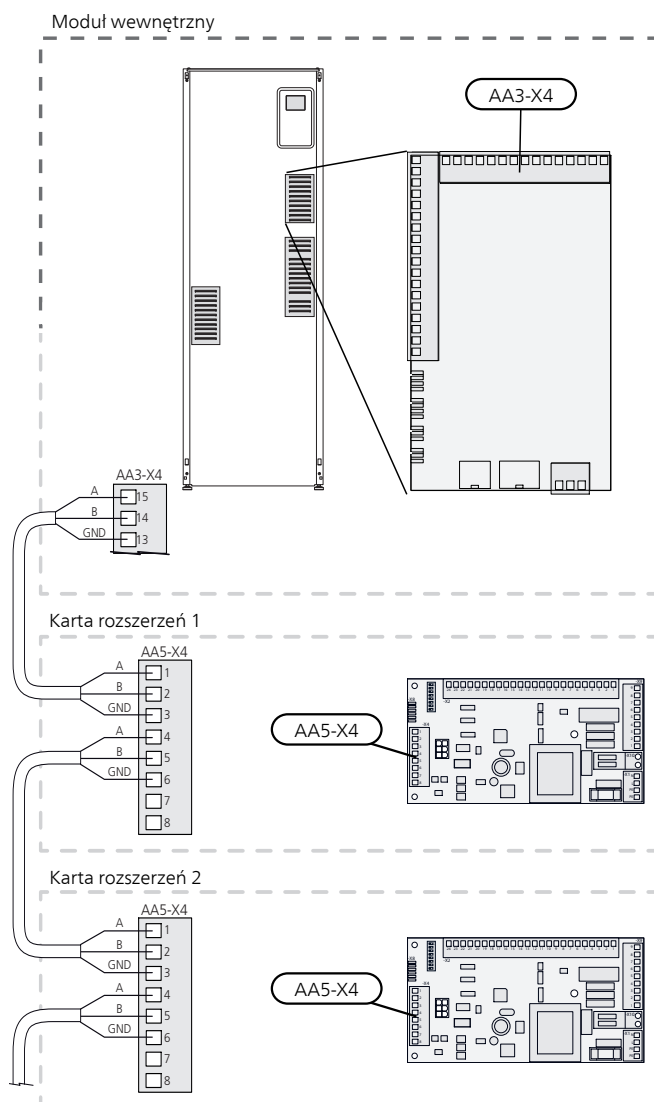 Moduł wewnętrzny
AA3-X4
AA3-X4
A
15
B
14
GND
13
Karta rozszerzeń 1
AA5-X4
A
1
B
2
GND
3
A
4
B
5
GND
6
7
8
AA5-X4
Karta rozszerzeń 2
AA5-X4
A
1
B
2
GND
3
A
4
B
5
GND
6
7
8
AA5-X4